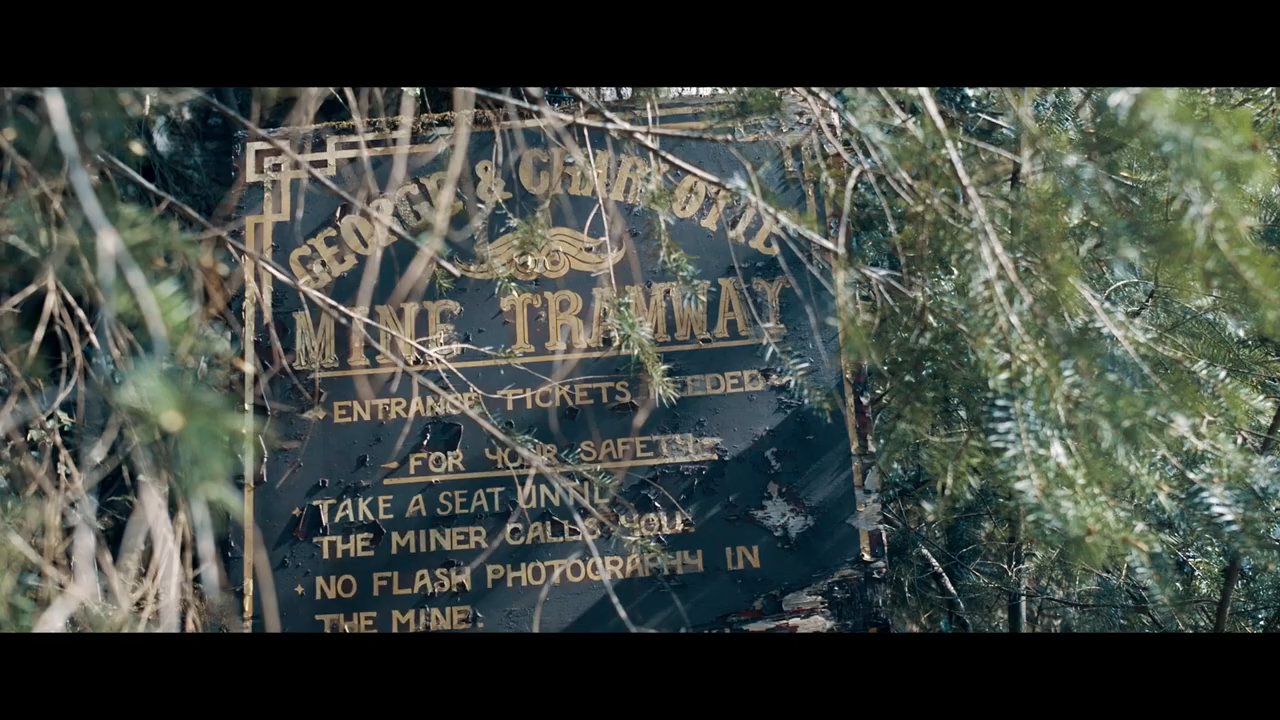 GEORGE & CHARLOTTE
MINE TRAMWAY
ENTRANCE TICKETS NEEDED
FOR YOUR SAFETY
TAKE A SEAT UNTIL
THE MINER CALLS YOU.
NO FLASH PHOTOGRAPHY IN
THE MINE.